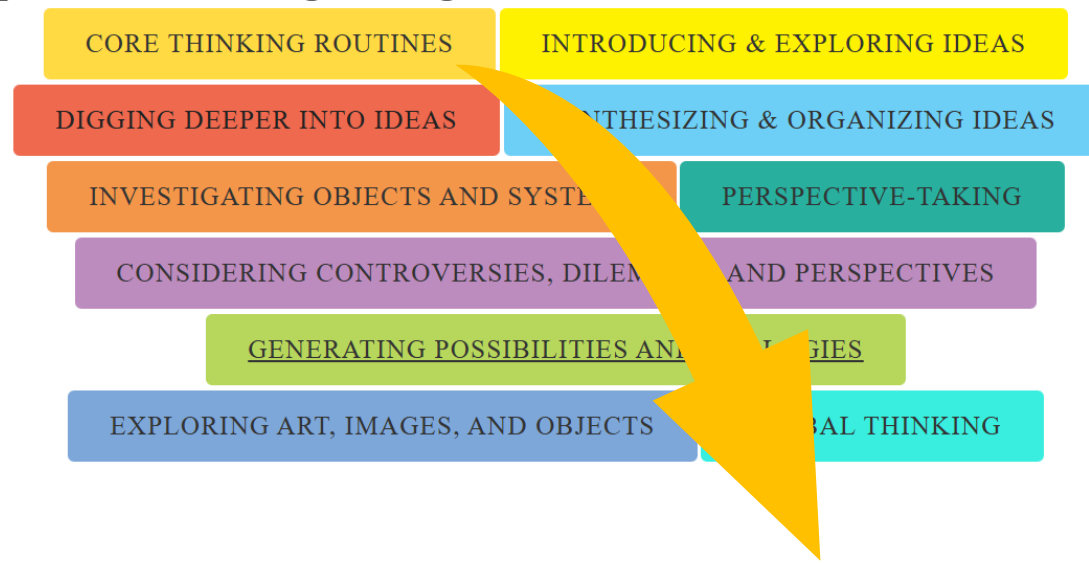 CORE THINKING ROUTINES INTRODUCING & EXPLORING IDEAS
DIGGING DEEPER INTO IDEAS & ORGANIZING IDEAS
INVESTIGATING OBJECTS AND PERSPECTIVE-TAKING
CONSIDERING CONTROVERSIES, AND PERSPECTIVES
GENERATING POSSIBILITIES
EXPLORING ART, IMAGES, AND OBJECTS THINKING